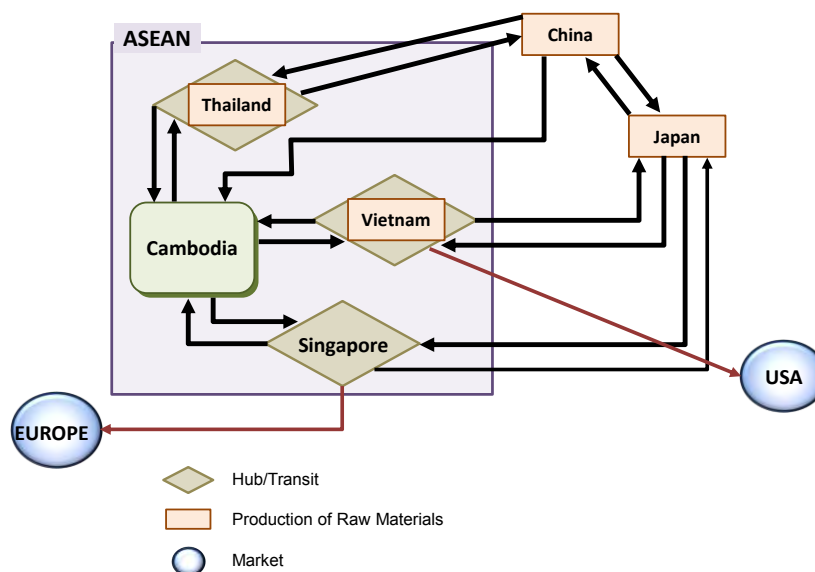 ASEAN
China
Thailand
Japan
Vietnam
Cambodia
Singapore
USA
EUROPE
Hub/Transit
Production of Raw Materials
Market